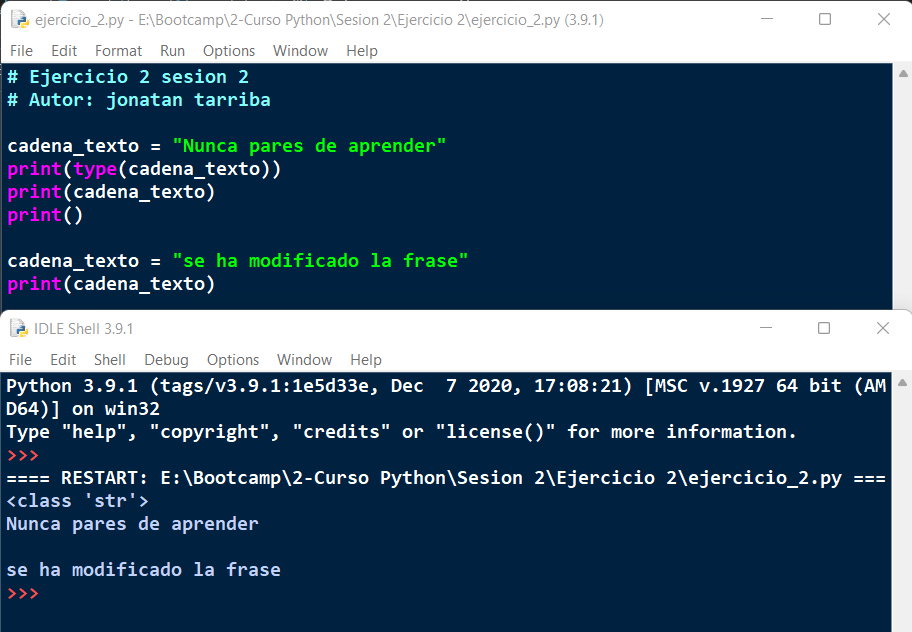 ejercicio_2.py - E:\Bootcamp\2-Curso Python\Sesion 2\Ejercicio 2\ejercicio_2.py (3.9.1)
File Edit Format Run Options Window Help
# Ejercicio 2 sesion 2
# Autor: jonatan tarriba
cadena_texto = "Nunca pares de aprender"
print(type(cadena_texto))
print(cadena_texto)
print()
cadena_texto = "se ha modificado la frase"
print(cadena_texto)
IDLE Shell 3.9.1
File Edit Shell Debug Options Window Help
Python 3.9.1 (tags/v3.9.1:1e5d33e, Dec  7 2020, 17:08:21) [MSC v.1927 64 bit (AM
D64)] on win32
Type "help", "copyright", "credits" or "license()" for more information.
>>>
==== RESTART: E:\Bootcamp\2-Curso Python\Sesion 2\Ejercicio 2\ejercicio_2.py ===
<class 'str'>
Nunca pares de aprender
se ha modificado la frase
>>>